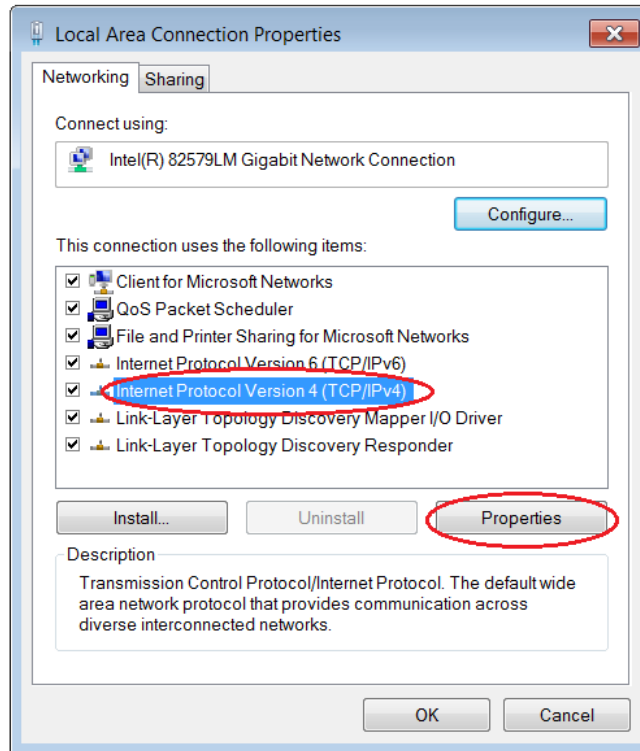 Local Area Connection Properties
Networking
Sharing
Connect using:
Intel(R) 82579LM Gigabit Network Connection
Configure...
This connection uses the following items:
Client for Microsoft Networks
QoS Packet Scheduler
File and Printer Sharing for Microsoft Networks
Internet Protocol Version 6 (TCP/IPv6)
Internet Protocol Version 4 (TCP/IPv4)
Link-Layer Topology Discovery Mapper I/O Driver
Link-Layer Topology Discovery Responder
Install...
Uninstall
Properties
Description
Transmission Control Protocol/Internet Protocol. The default wide
area network protocol that provides communication across
diverse interconnected networks.
OK
Cancel